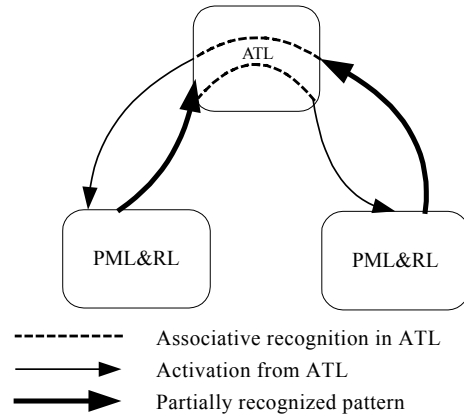 ATL
PML&RL
PML&RL
Associative recognition in ATL
Activation from ATL
Partially recognized pattern